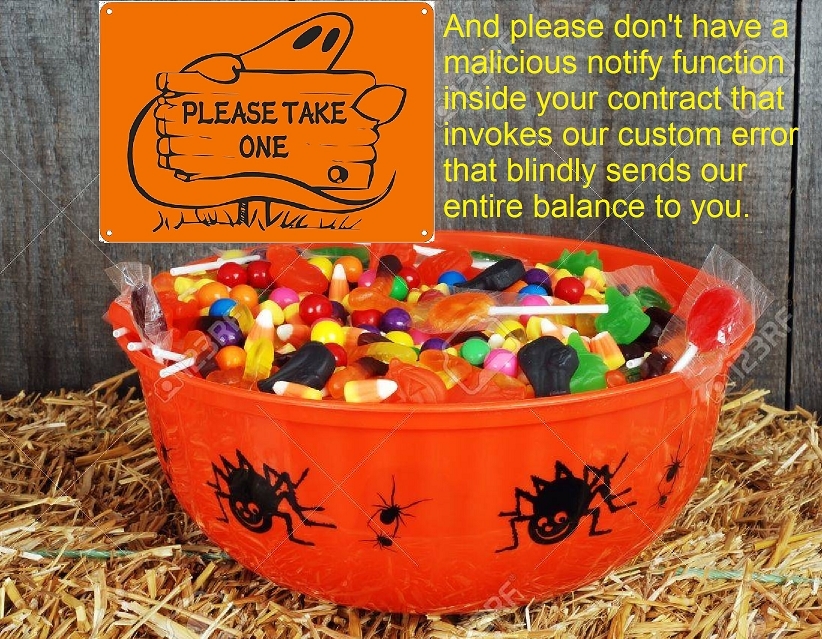 PLEASE TAKE
ONE
And please don't have a
malicious notify function
inside your contract that
invokes our custom error
that blindly sends our
entire balance to you.
123RF